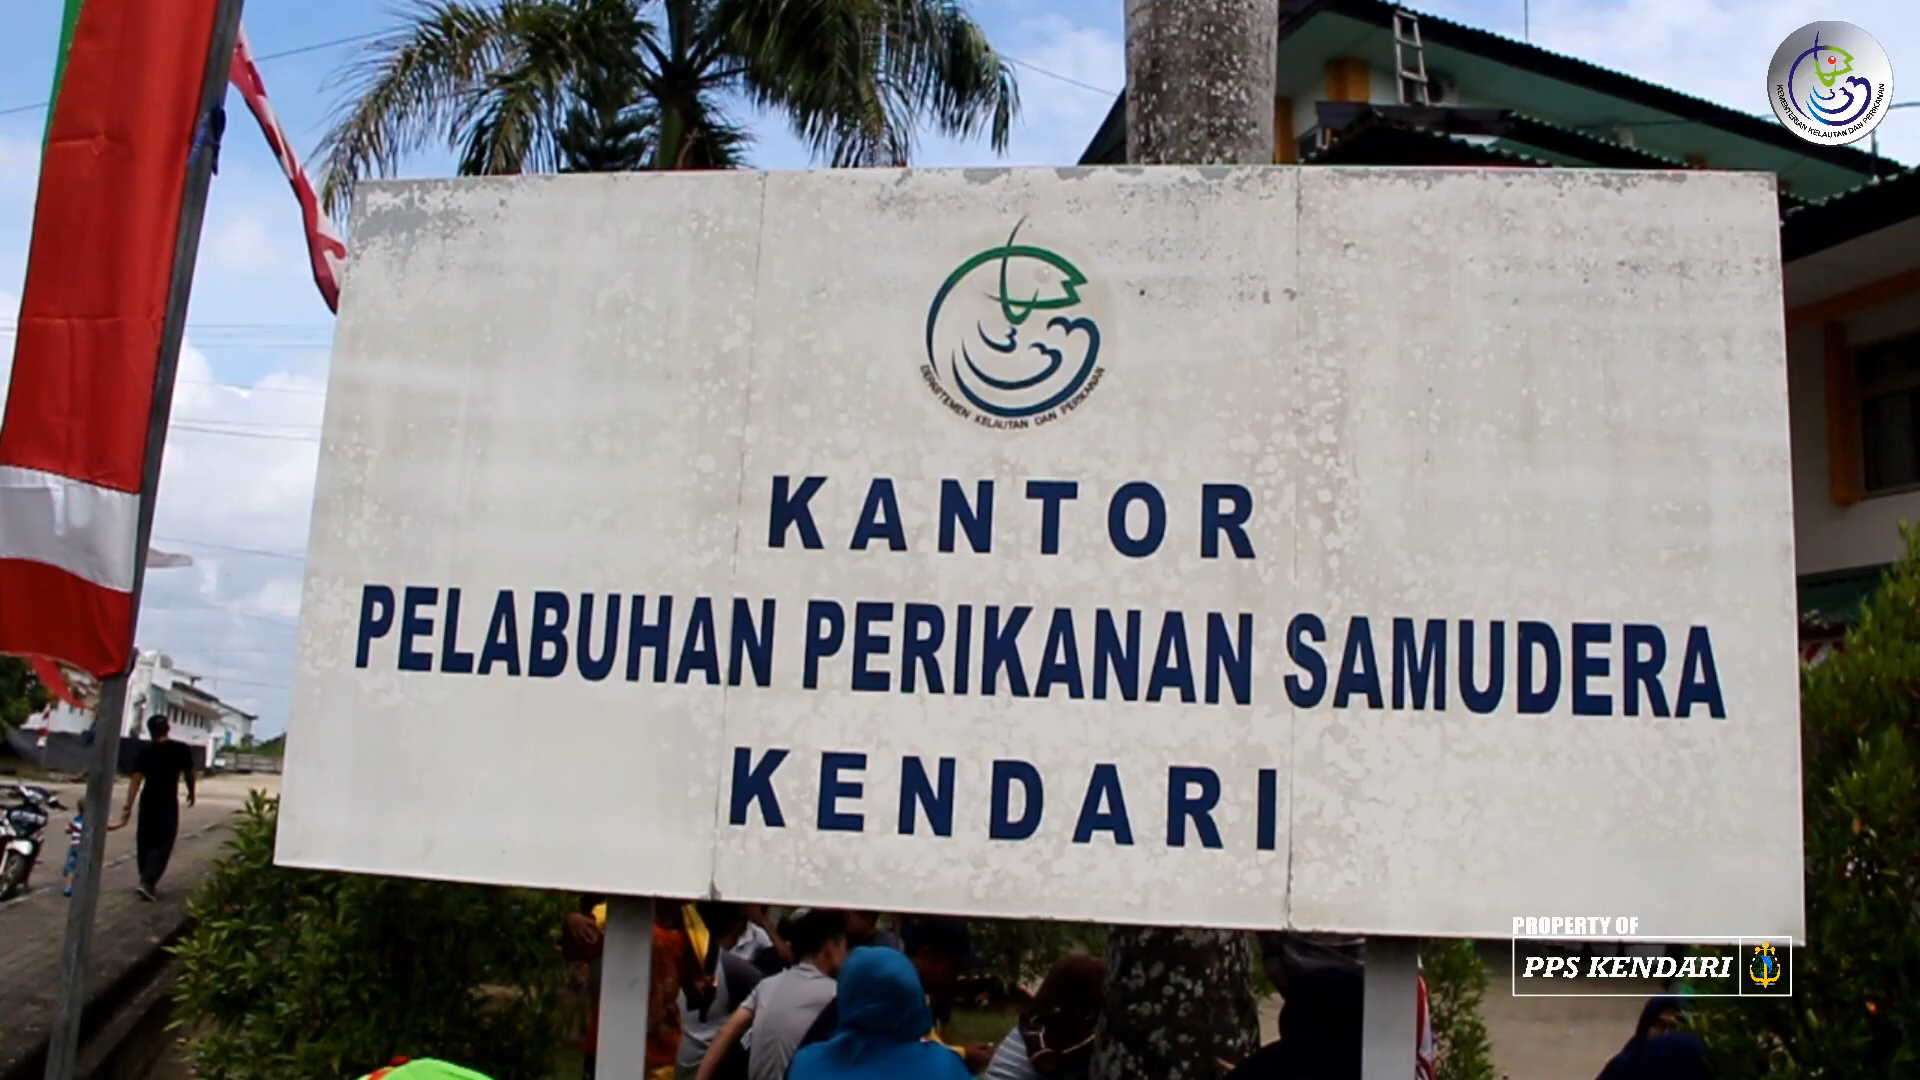 KEMENTERIAN KELAUTAN DAN PERIKANAN
DEPARTEMEN KELAUTAN DAN PERIKANAN
KANTOR
PELABUHAN PERIKANAN SAMUDERA
KENDARI
PROPERTY OF
PPS KENDARI